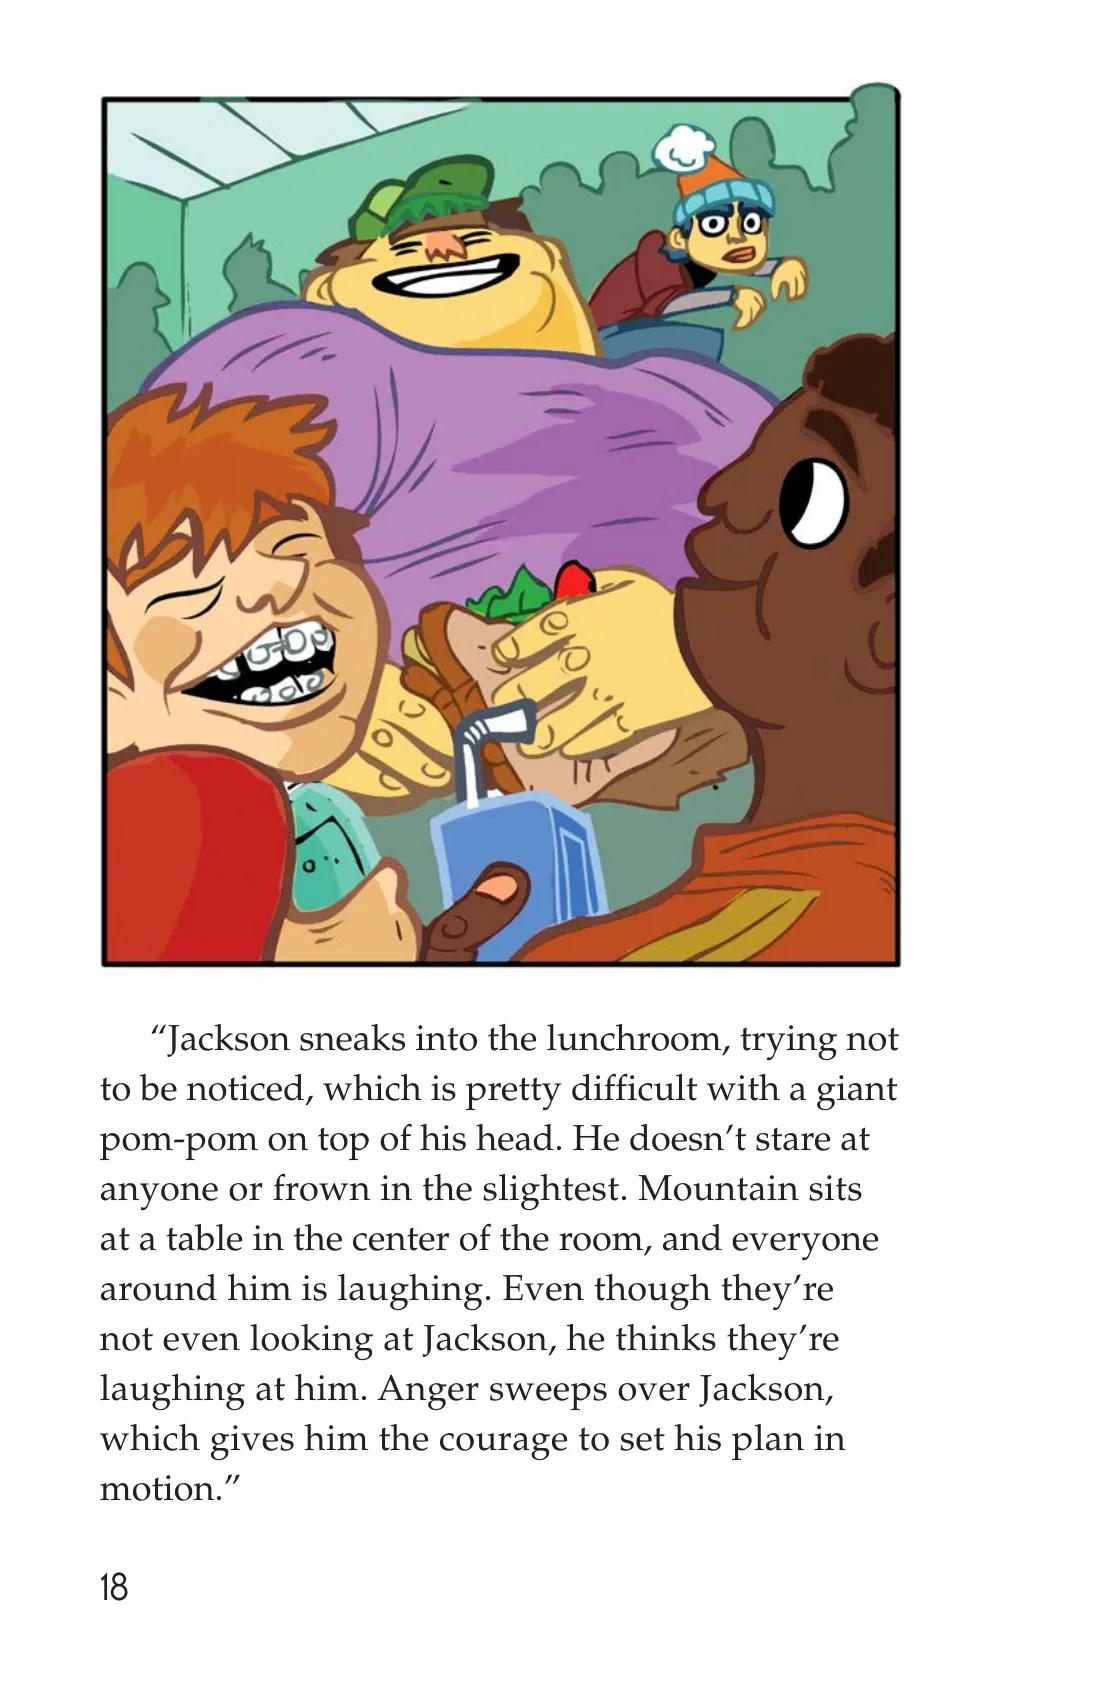 “Jackson sneaks into the lunchroom, trying not
to be noticed, which is pretty difficult with a giant
pom-pom on top of his head. He doesn’t stare at
anyone or frown in the slightest. Mountain sits
at a table in the center of the room, and everyone
around him is laughing. Even though they’re
not even looking at Jackson, he thinks they’re
laughing at him. Anger sweeps over Jackson,
which gives him the courage to set his plan in
motion.”
18